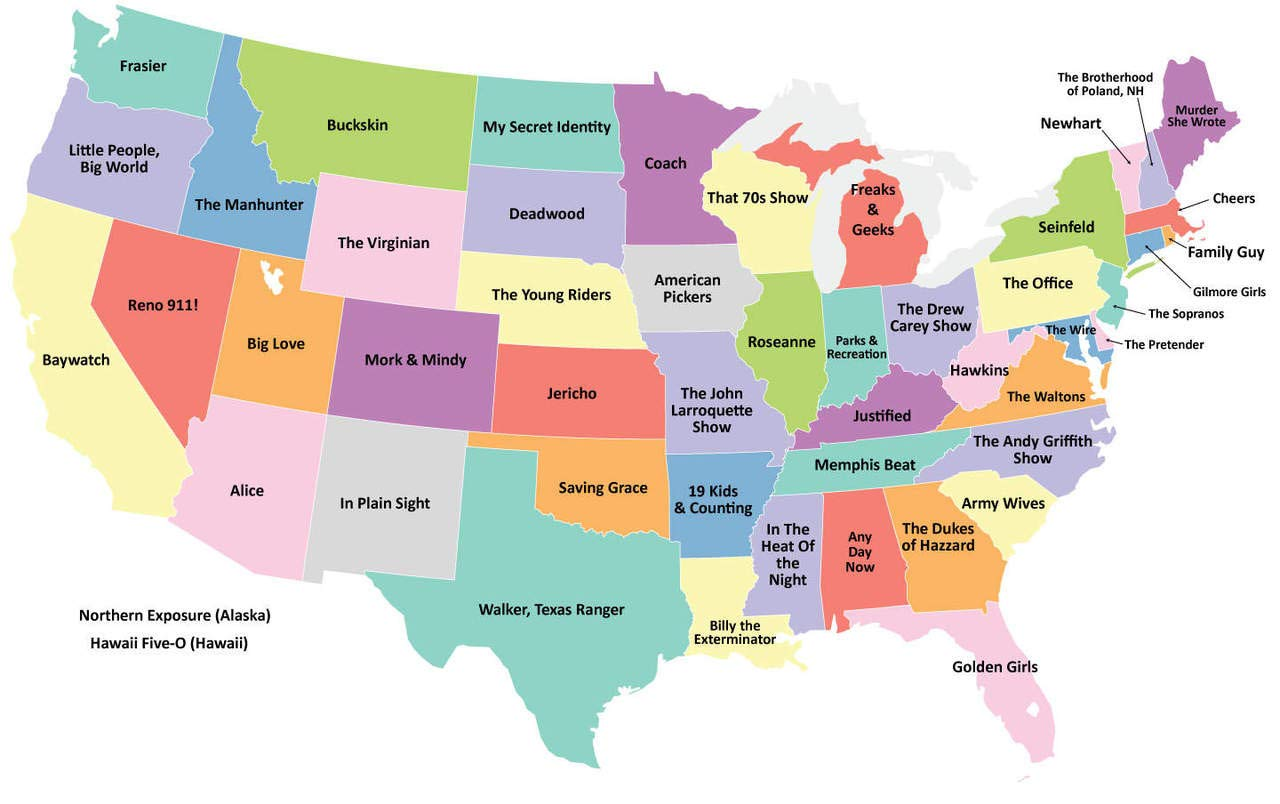 Frasier
Buckskin
My Secret Identity
Coach
The Brotherhood
of Poland, NH
Newhart
Murder
She Wrote
Little People,
Big World
The Manhunter
The Virginian
Deadwood
That 70s Show
Freaks
&
Geeks
Cheers
Seinfeld
Family Guy
Gilmore Girls
The Sopranos
The Pretender
Reno 911!
Big Love
Baywatch
Mork & Mindy
The Young Riders
American
Pickers
Roseanne
Parks &
Recreation
The Drew
Carey Show
The Office
The Wire
Hawkins
The Waltons
Jericho
The John
Larroquette
Show
Justified
The Andy Griffith
Show
Memphis Beat
Alice
In Plain Sight
Saving Grace
19 Kids
& Counting
In The
Heat Of
the
Night
Any
Day
Now
The Dukes
of Hazzard
Army Wives
Walker, Texas Ranger
Billy the
Exterminator
Golden Girls
Northern Exposure (Alaska)
Hawaii Five-O (Hawaii)